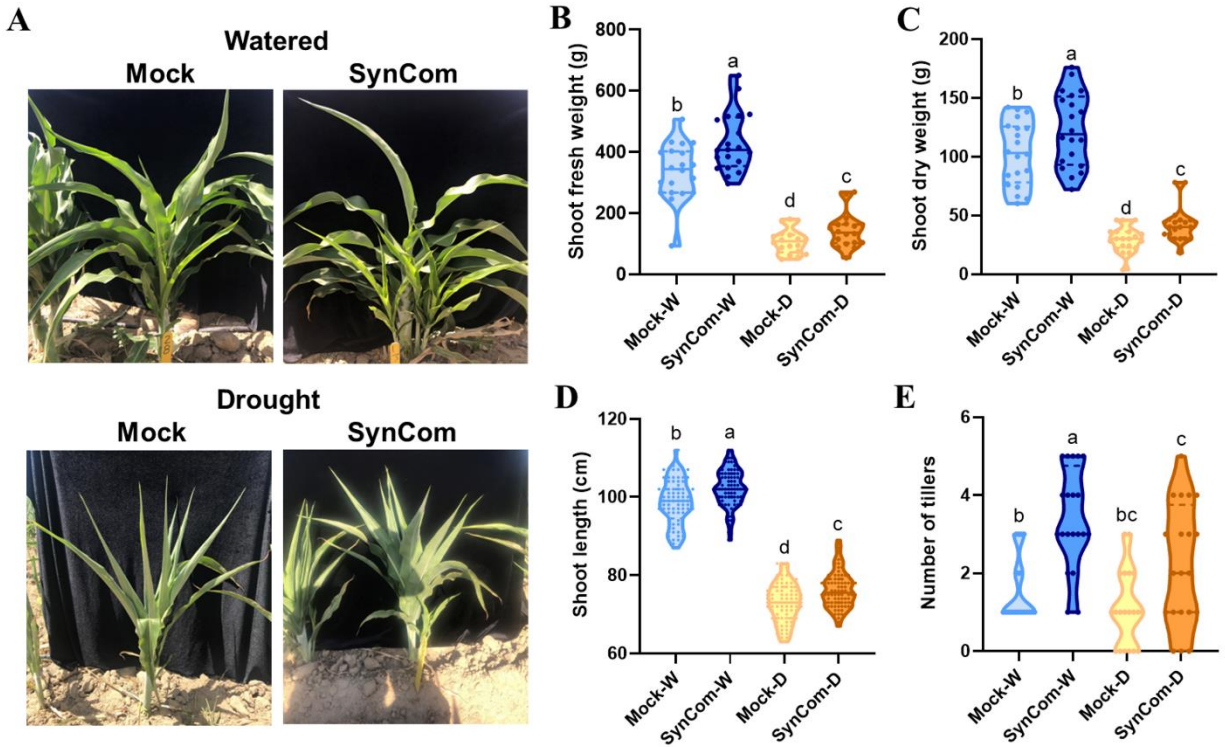 A
Watered
Mock SynCom
Drought
Mock SynCom
B
Shoot fresh weight (g)
800
600
400
200
0
b
a
d
c
Mock-W
SynCom-W
Mock-D
SynCom-D
C
Shoot dry weight (g)
200
150
100
50
0
b
a
d
c
Mock-W
SynCom-W
Mock-D
SynCom-D
D
Shoot length (cm)
120
100
80
60
b
a
d
c
Mock-W
SynCom-W
Mock-D
SynCom-D
E
Number of tillers
6
4
2
0
b
a
bc
c
Mock-W
SynCom-W
Mock-D
SynCom-D